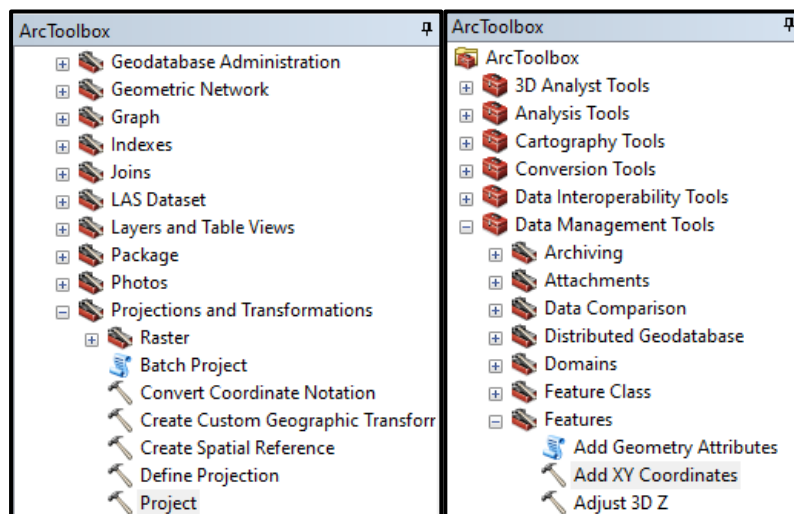 ArcToolbox
Geodatabase Administration
Geometric Network
Graph
Indexes
Joins
LAS Dataset
Layers and Table Views
Package
Photos
Projections and Transformations
Raster
Batch Project
Convert Coordinate Notation
Create Custom Geographic Transforr
Create Spatial Reference
Define Projection
Project
ArcToolbox
ArcToolbox
3D Analyst Tools
Analysis Tools
Cartography Tools
Conversion Tools
Data Interoperability Tools
Data Management Tools
Archiving
Attachments
Data Comparison
Distributed Geodatabase
Domains
Feature Class
Features
Add Geometry Attributes
Add XY Coordinates
Adjust 3D Z